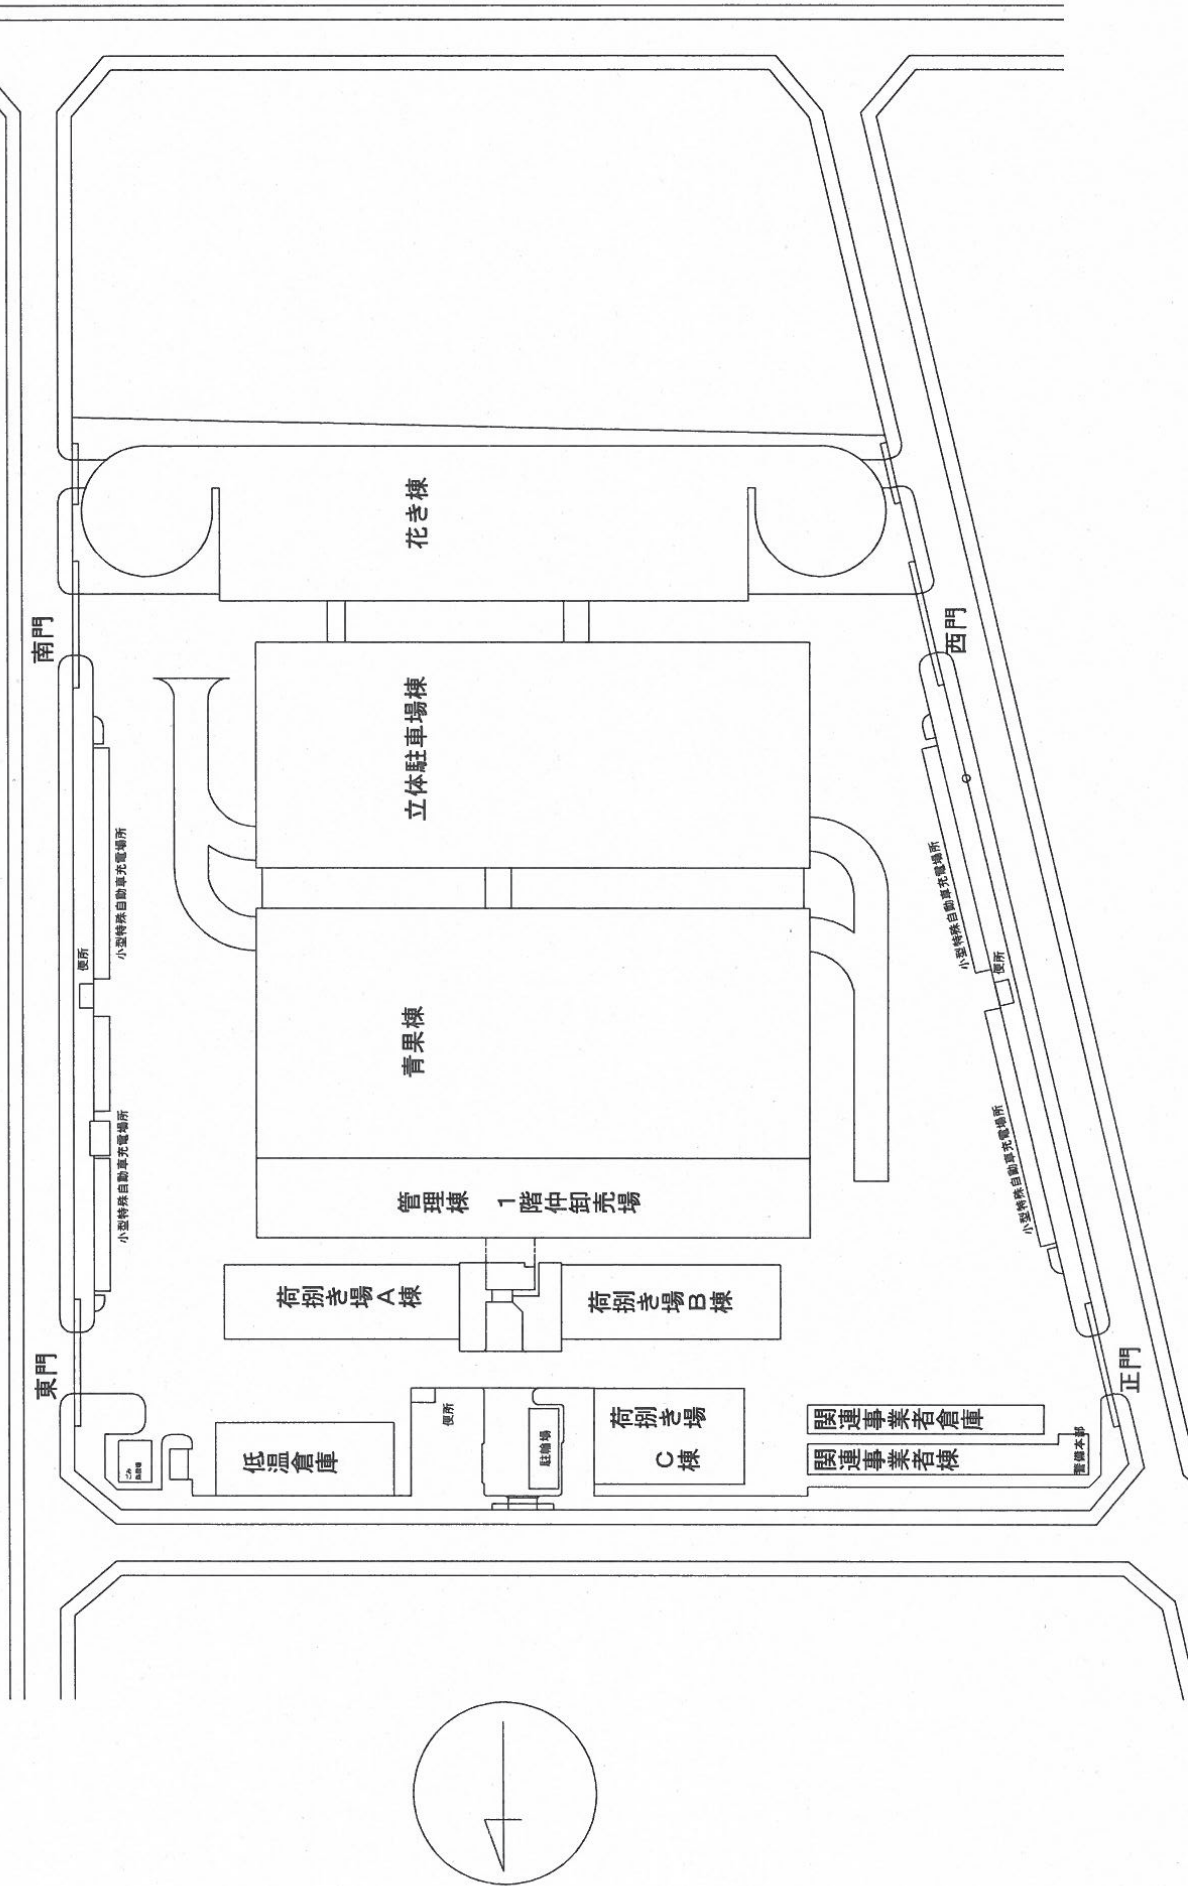 花き棟
南門
西門
立体駐車場棟
小型特殊自動車充電場所
小型特殊自動車充電場所
便所
便所
青果棟
小型特殊自動車充電場所
小型特殊自動車充電場所
管理棟 1階仲卸売場
荷捌き場A棟
荷捌き場B棟
東門
正門
便所
荷捌き場
C棟
関連事業者倉庫
関連事業者棟
警備本部
低温倉庫
駐輪場